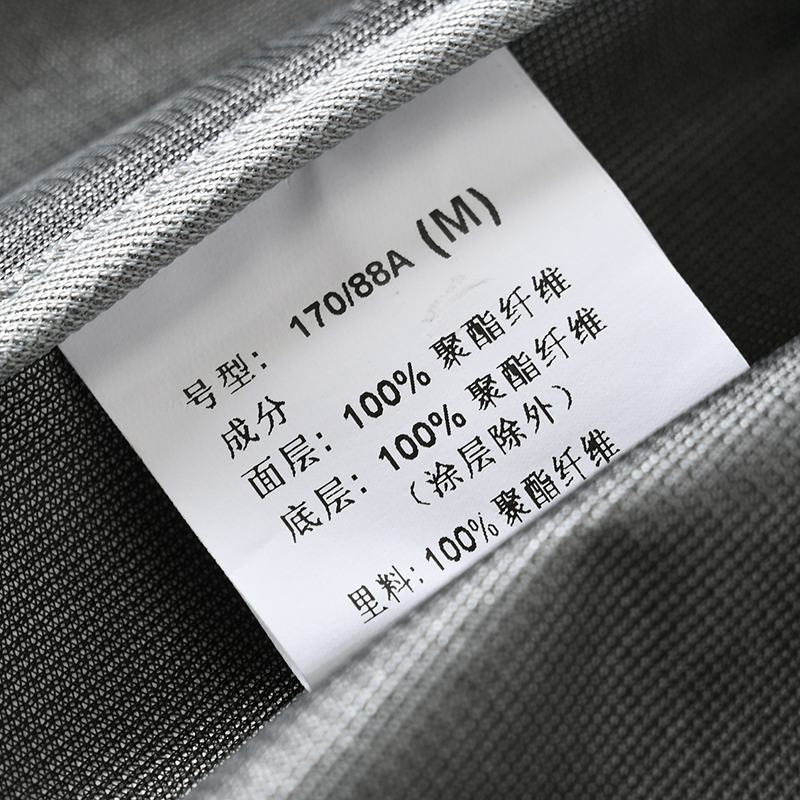 号型：170/88A (M)
成分
面层：100% 聚酯纤维
底层：100% 聚酯纤维
（涂层除外）
里料：100% 聚酯纤维